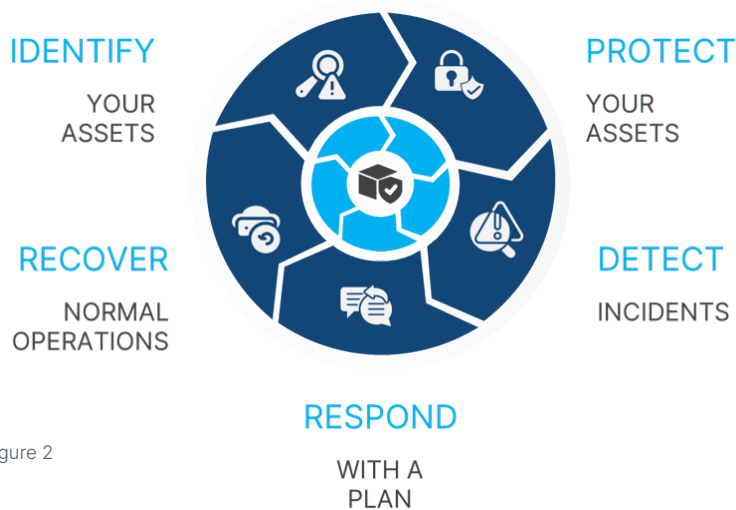 IDENTIFY
YOUR
ASSETS
PROTECT
YOUR
ASSETS
RECOVER
NORMAL
OPERATIONS
DETECT
INCIDENTS
RESPOND
WITH A
PLAN
gure 2